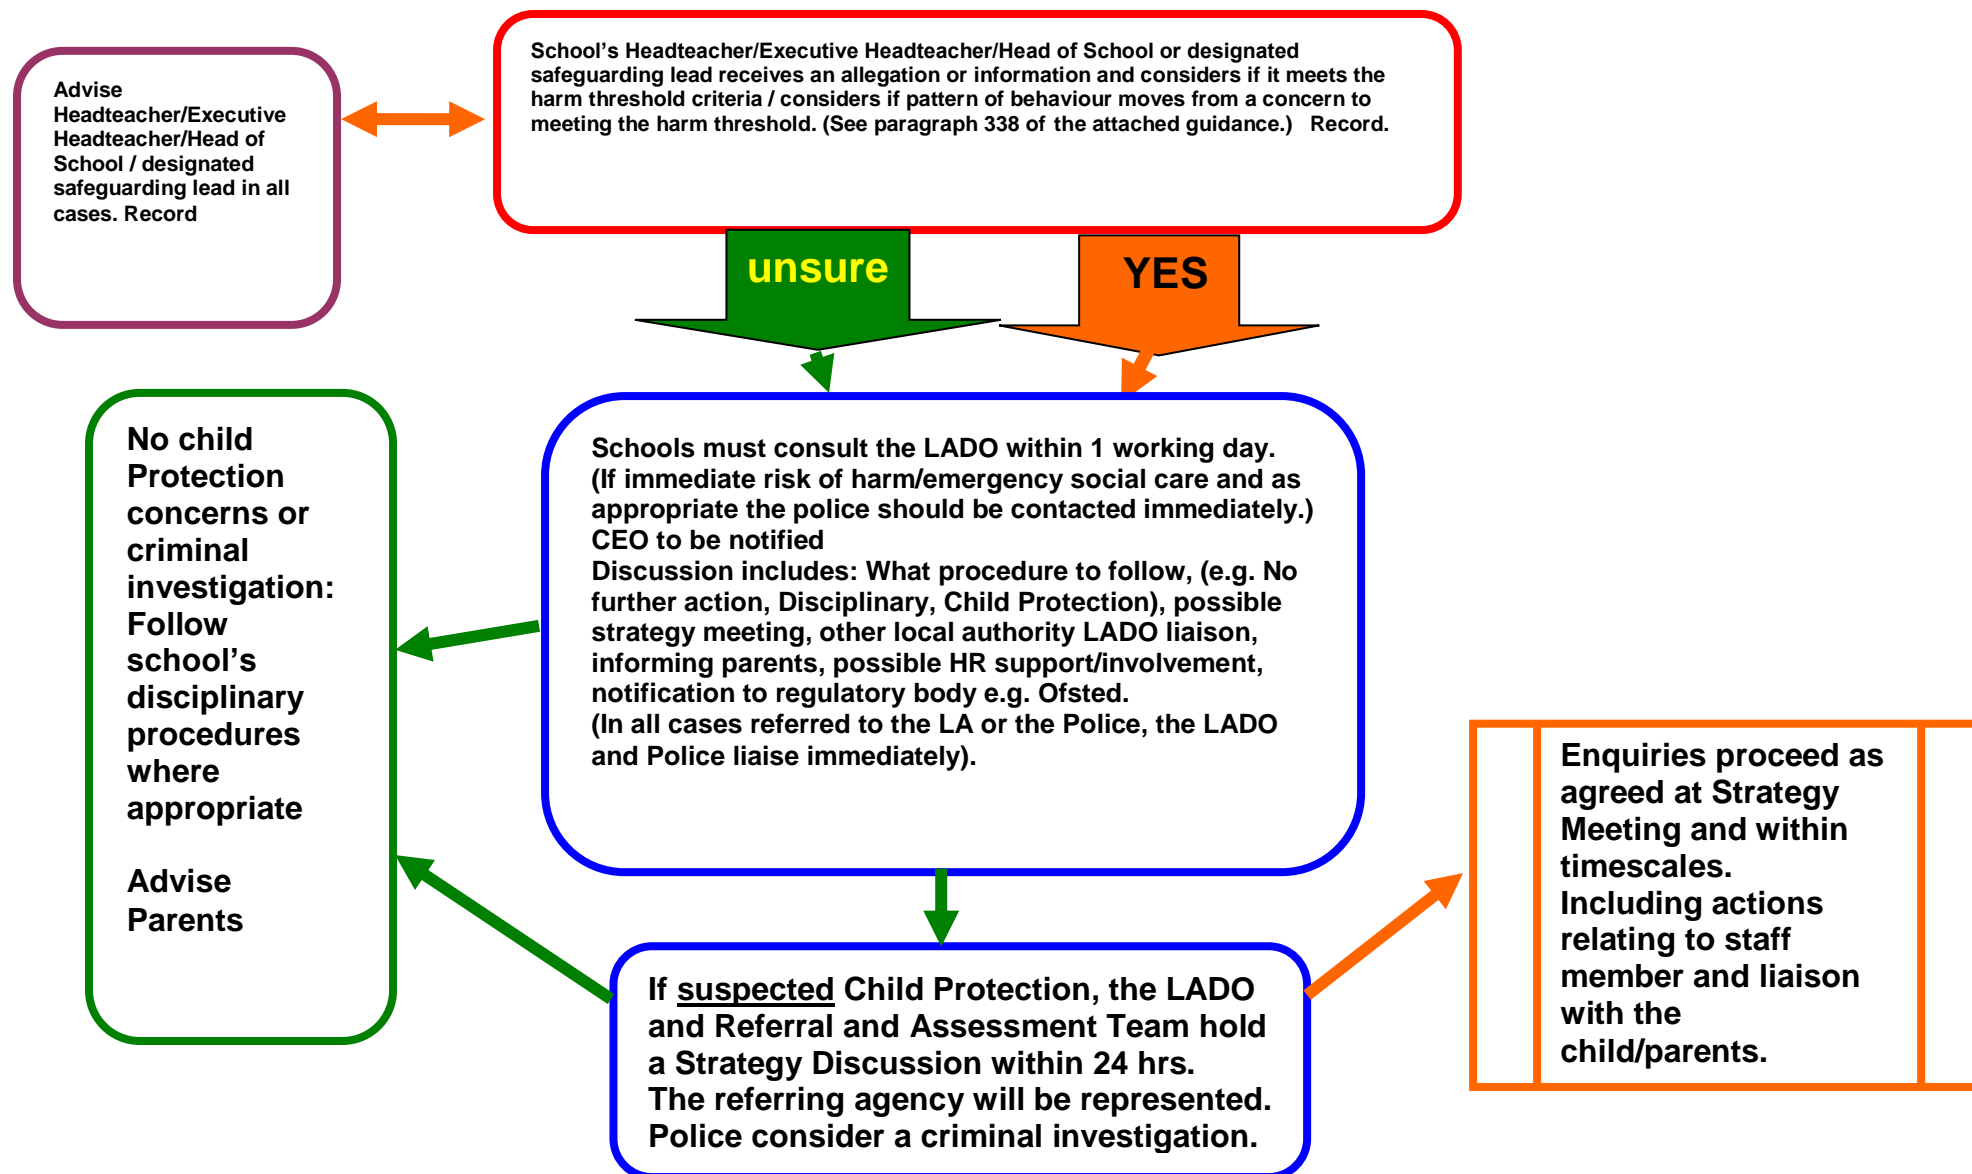 Advise
Headteacher/Executive
Headteacher/Head of
School / designated
safeguarding lead in all
cases. Record
School’s Headteacher/Executive Headteacher/Head of School or designated
safeguarding lead receives an allegation or information and considers if it meets the
harm threshold criteria / considers if pattern of behaviour moves from a concern to
meeting the harm threshold. (See paragraph 338 of the attached guidance.) Record.
unsure
YES
No child
Protection
concerns or
criminal
investigation:
Follow
school’s
disciplinary
procedures
where
appropriate
Advise
Parents
Schools must consult the LADO within 1 working day.
(If immediate risk of harm/emergency social care and as
appropriate the police should be contacted immediately.)
CEO to be notified
Discussion includes: What procedure to follow, (e.g. No
further action, Disciplinary, Child Protection), possible
strategy meeting, other local authority LADO liaison,
informing parents, possible HR support/involvement,
notification to regulatory body e.g. Ofsted.
(In all cases referred to the LA or the Police, the LADO
and Police liaise immediately).
If suspected Child Protection, the LADO
and Referral and Assessment Team hold
a Strategy Discussion within 24 hrs.
The referring agency will be represented.
Police consider a criminal investigation.
Enquiries proceed as
agreed at Strategy
Meeting and within
timescales.
Including actions
relating to staff
member and liaison
with the
child/parents.